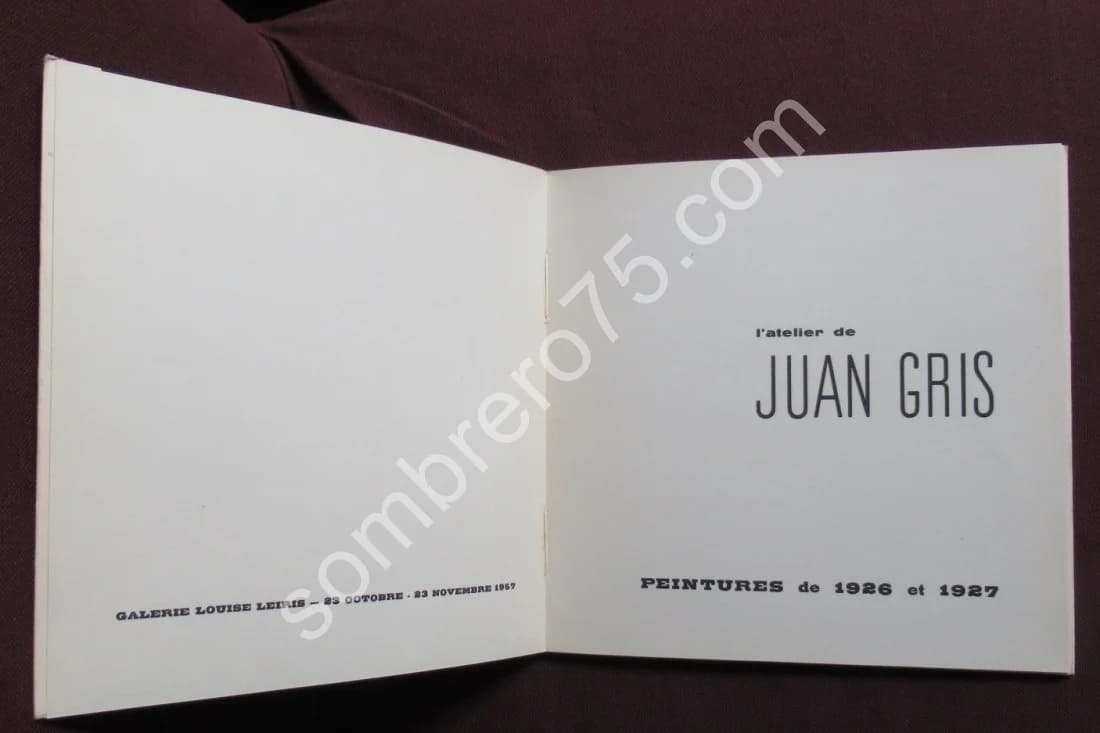 GALERIE LOUISE LEIRIS — 23 OCTOBRE - 23 NOVEMBRE 1957
l'atelier de
JUAN GRIS
PEINTURES de 1926 et 1927
sombrero75.com